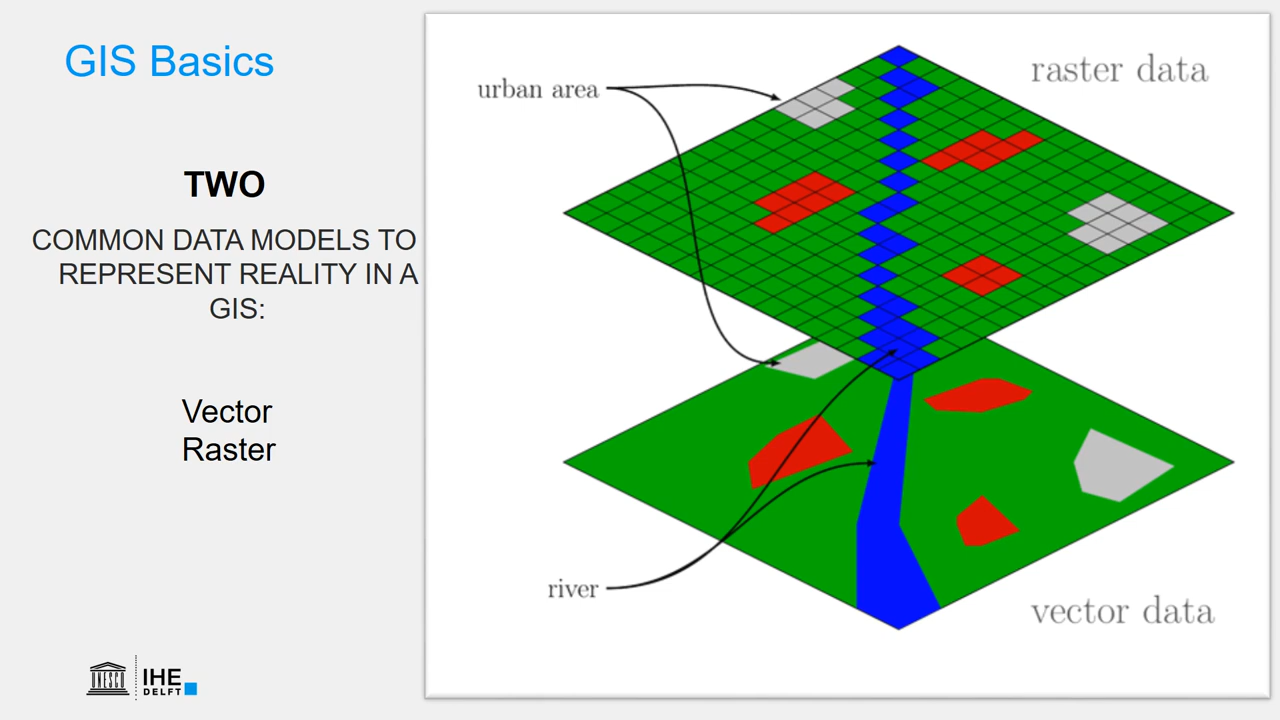 GIS Basics
TWO
COMMON DATA MODELS TO
REPRESENT REALITY IN A
GIS:
Vector
Raster
UNESCO
IHE
DELFT
raster data
urban area
river
vector data